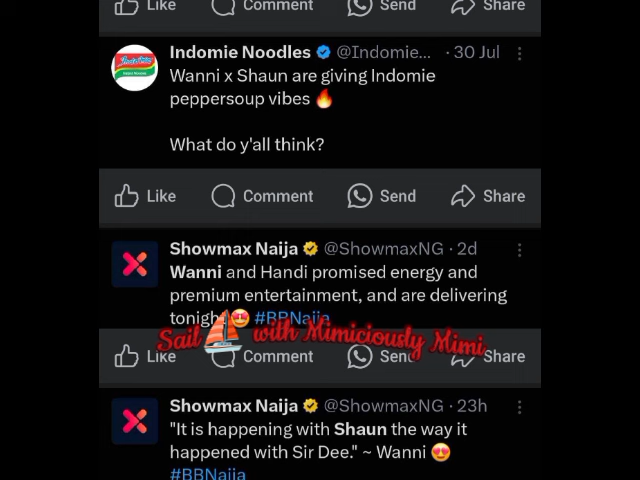 Like Comment Send Share
Indomie Noodles @Indomie... · 30 Jul
Wanni x Shaun are giving Indomie
peppersoup vibes 🔥
What do y'all think?
Like Comment Send Share
Showmax Naija @ShowmaxNG · 2d
Wanni and Handi promised energy and
premium entertainment, and are delivering
tonight 😍 #BBNaija
Sail ⛵ with Mimiciously Mimi
Like Comment Send Share
Showmax Naija @ShowmaxNG · 23h
"It is happening with Shaun the way it
happened with Sir Dee." ~ Wanni 😍
#BBNaija